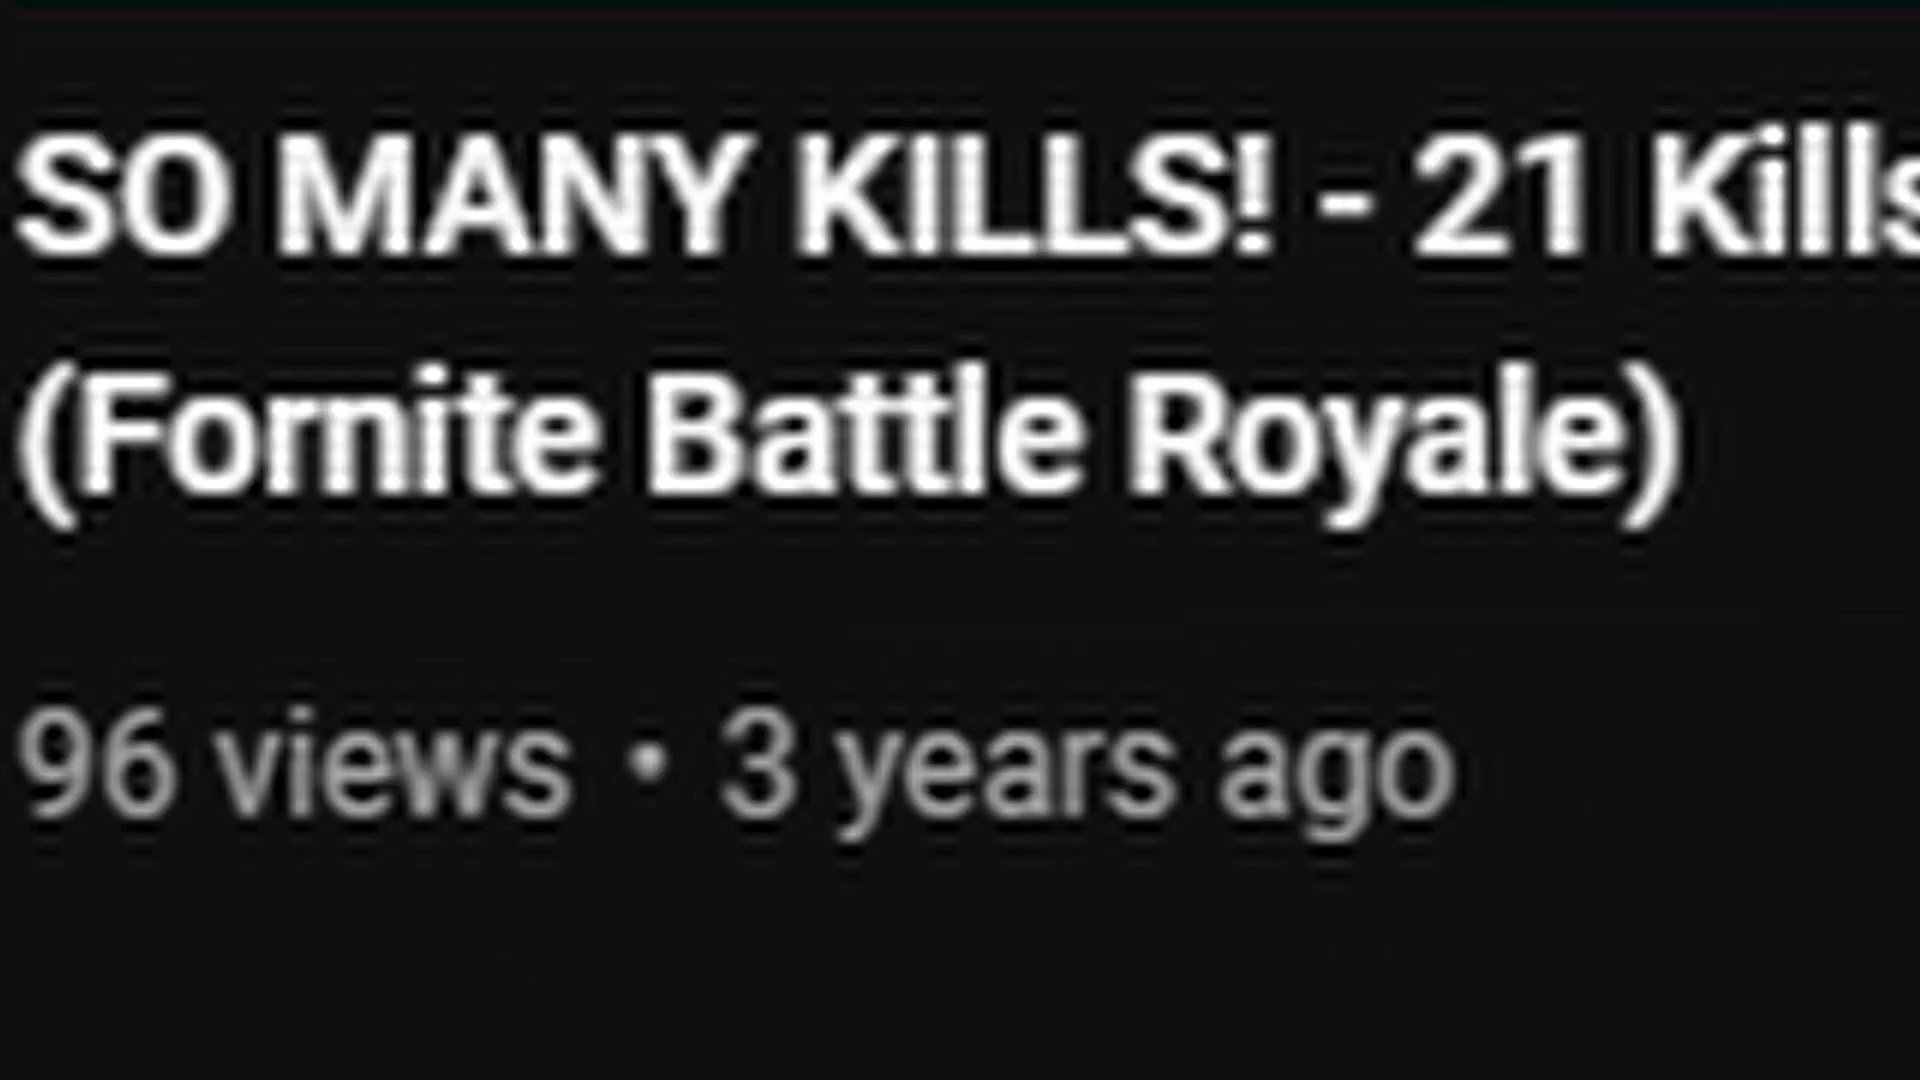 SO MANY KILLS! - 21 Kills
(Fornite Battle Royale)
96 views • 3 years ago